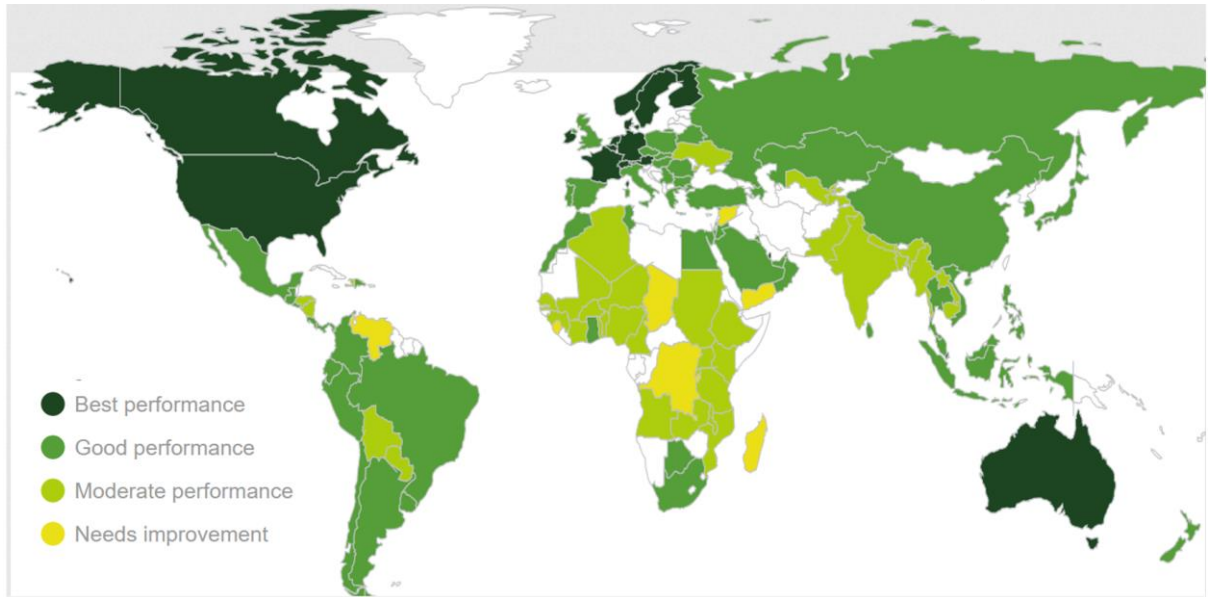 Best performance
Good performance
Moderate performance
Needs improvement